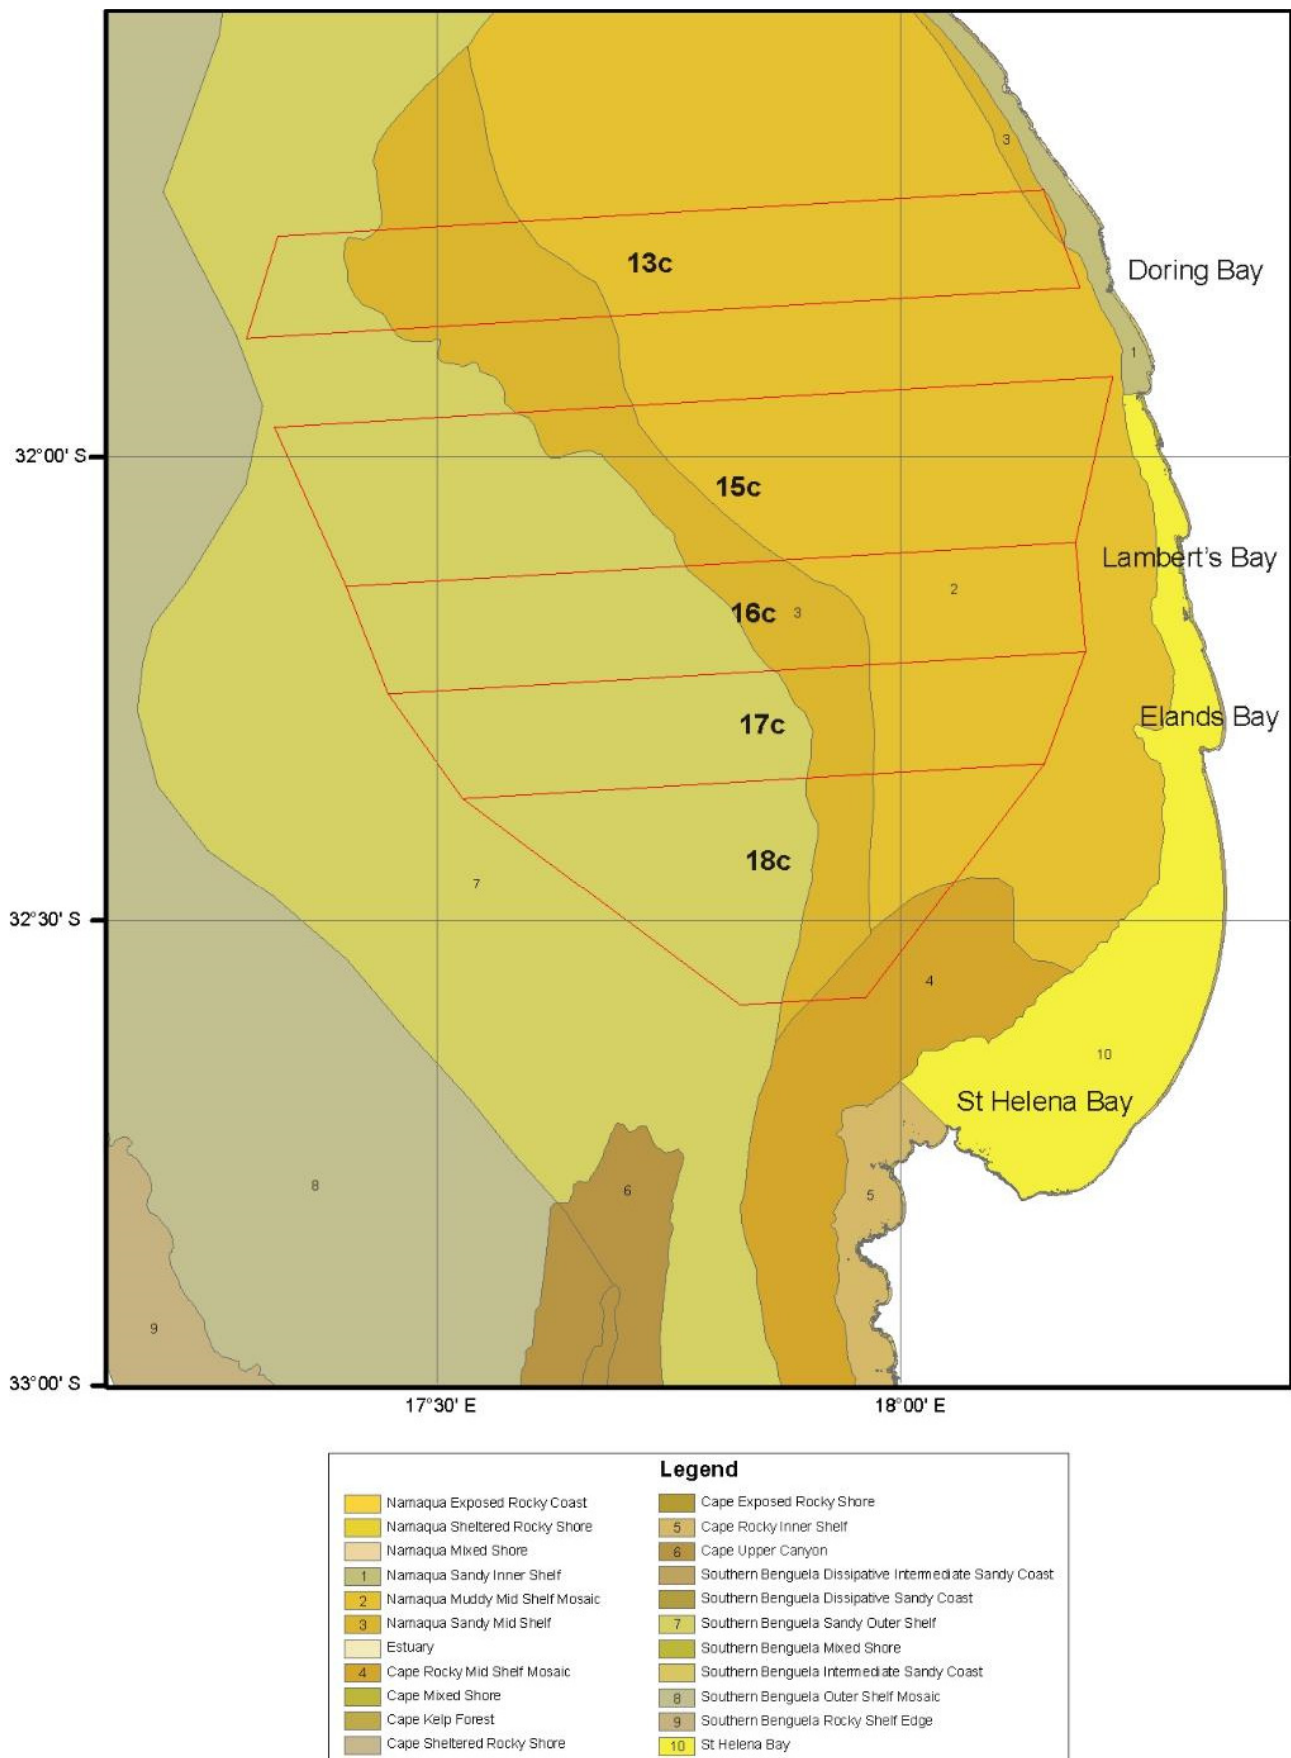 3
13c
Doring Bay
1
32°00' S
15c
Lambert's Bay
2
16c
3
Elands Bay
17c
18c
7
32°30' S
4
10
St Helena Bay
8
6
5
9
33°00' S
17°30' E
18°00' E
Legend
Namaqua Exposed Rocky Coast
Namaqua Sheltered Rocky Shore
Namaqua Mixed Shore
1 Namaqua Sandy Inner Shelf
2 Namaqua Muddy Mid Shelf Mosaic
3 Namaqua Sandy Mid Shelf
Estuary
4 Cape Rocky Mid Shelf Mosaic
Cape Mixed Shore
Cape Kelp Forest
Cape Sheltered Rocky Shore
Cape Exposed Rocky Shore
5 Cape Rocky Inner Shelf
6 Cape Upper Canyon
Southern Benguela Dissipative Intermediate Sandy Coast
Southern Benguela Dissipative Sandy Coast
7 Southern Benguela Sandy Outer Shelf
Southern Benguela Mixed Shore
Southern Benguela Intermediate Sandy Coast
8 Southern Benguela Outer Shelf Mosaic
9 Southern Benguela Rocky Shelf Edge
10 St Helena Bay